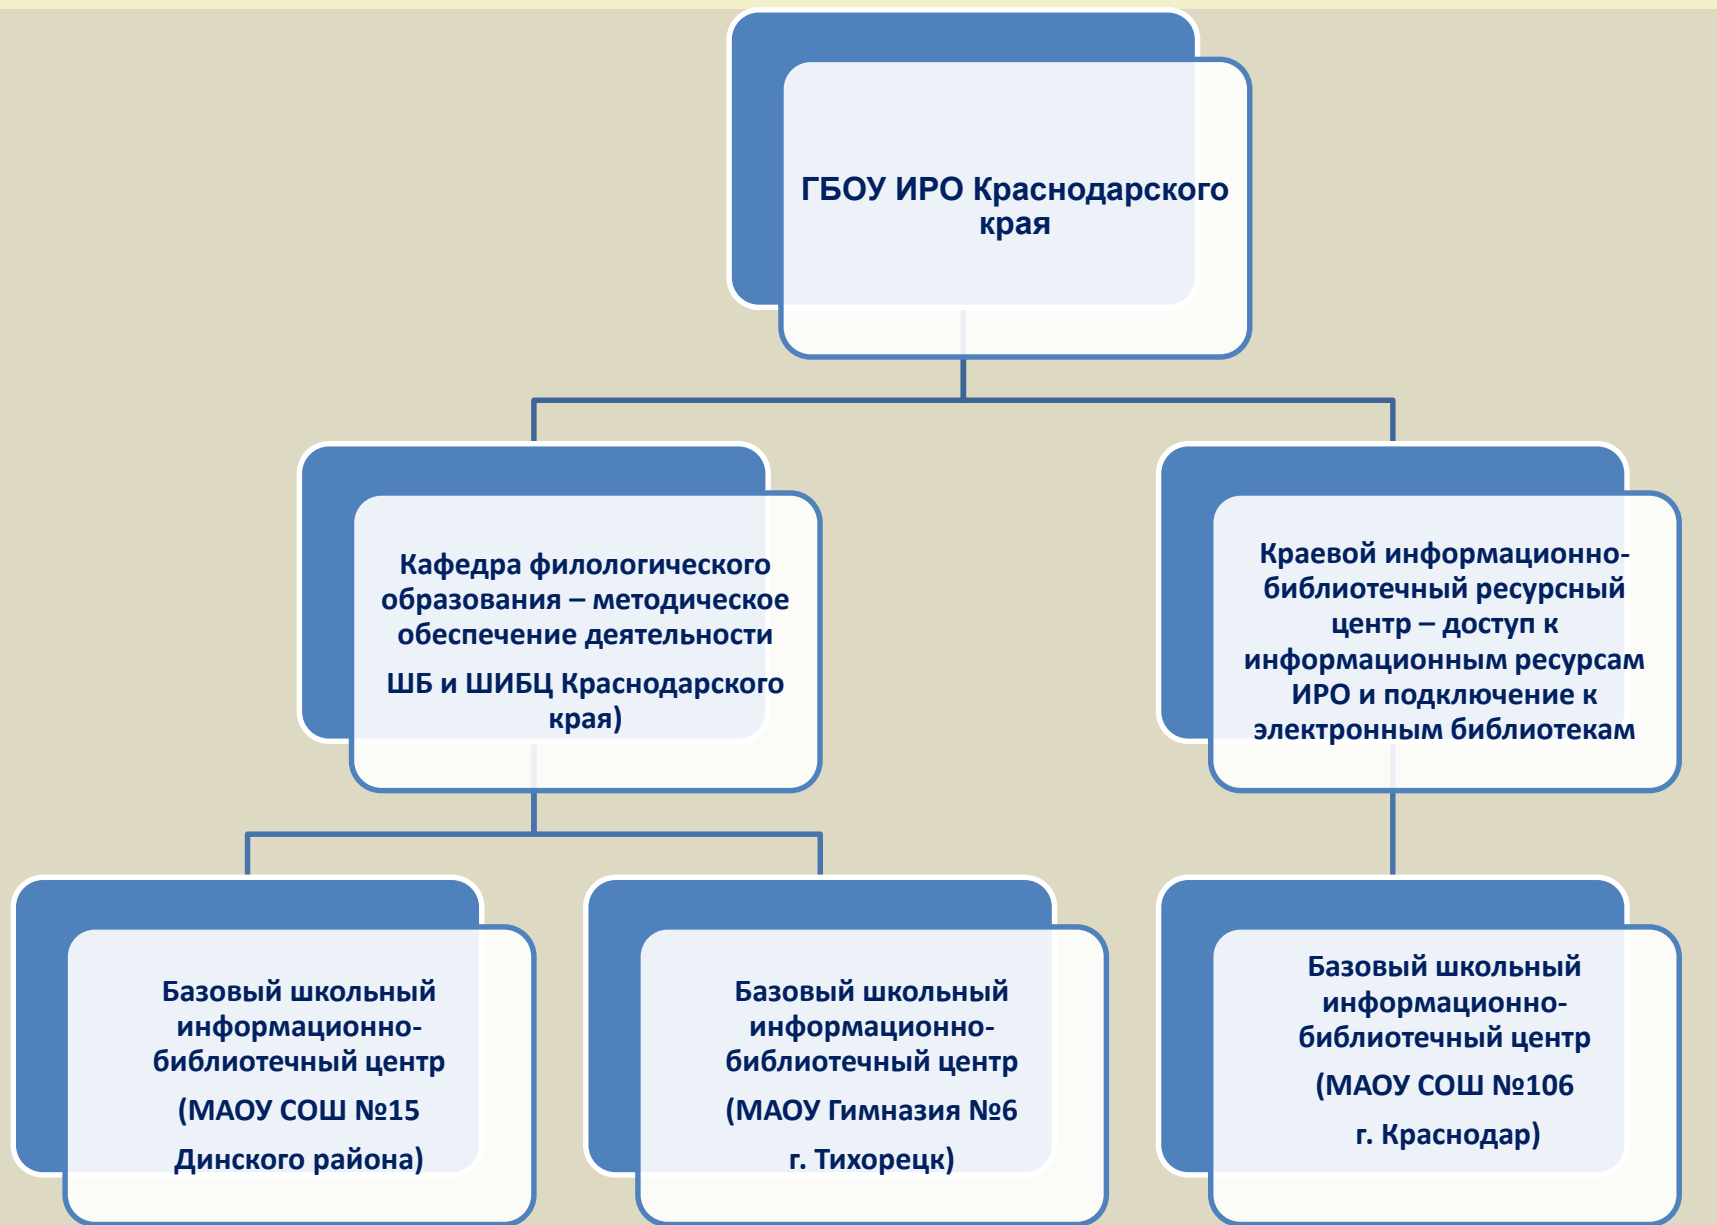 ГБОУ ИРО Краснодарского
края
Кафедра филологического
образования – методическое
обеспечение деятельности
ШБ и ШИБЦ Краснодарского
края)
Краевой информационно-
библиотечный ресурсный
центр – доступ к
информационным ресурсам
ИРО и подключение к
электронным библиотекам
Базовый школьный
информационно-
библиотечный центр
(МАОУ СОШ №15
Динского района)
Базовый школьный
информационно-
библиотечный центр
(МАОУ Гимназия №6
г. Тихорецк)
Базовый школьный
информационно-
библиотечный центр
(МАОУ СОШ №106
г. Краснодар)